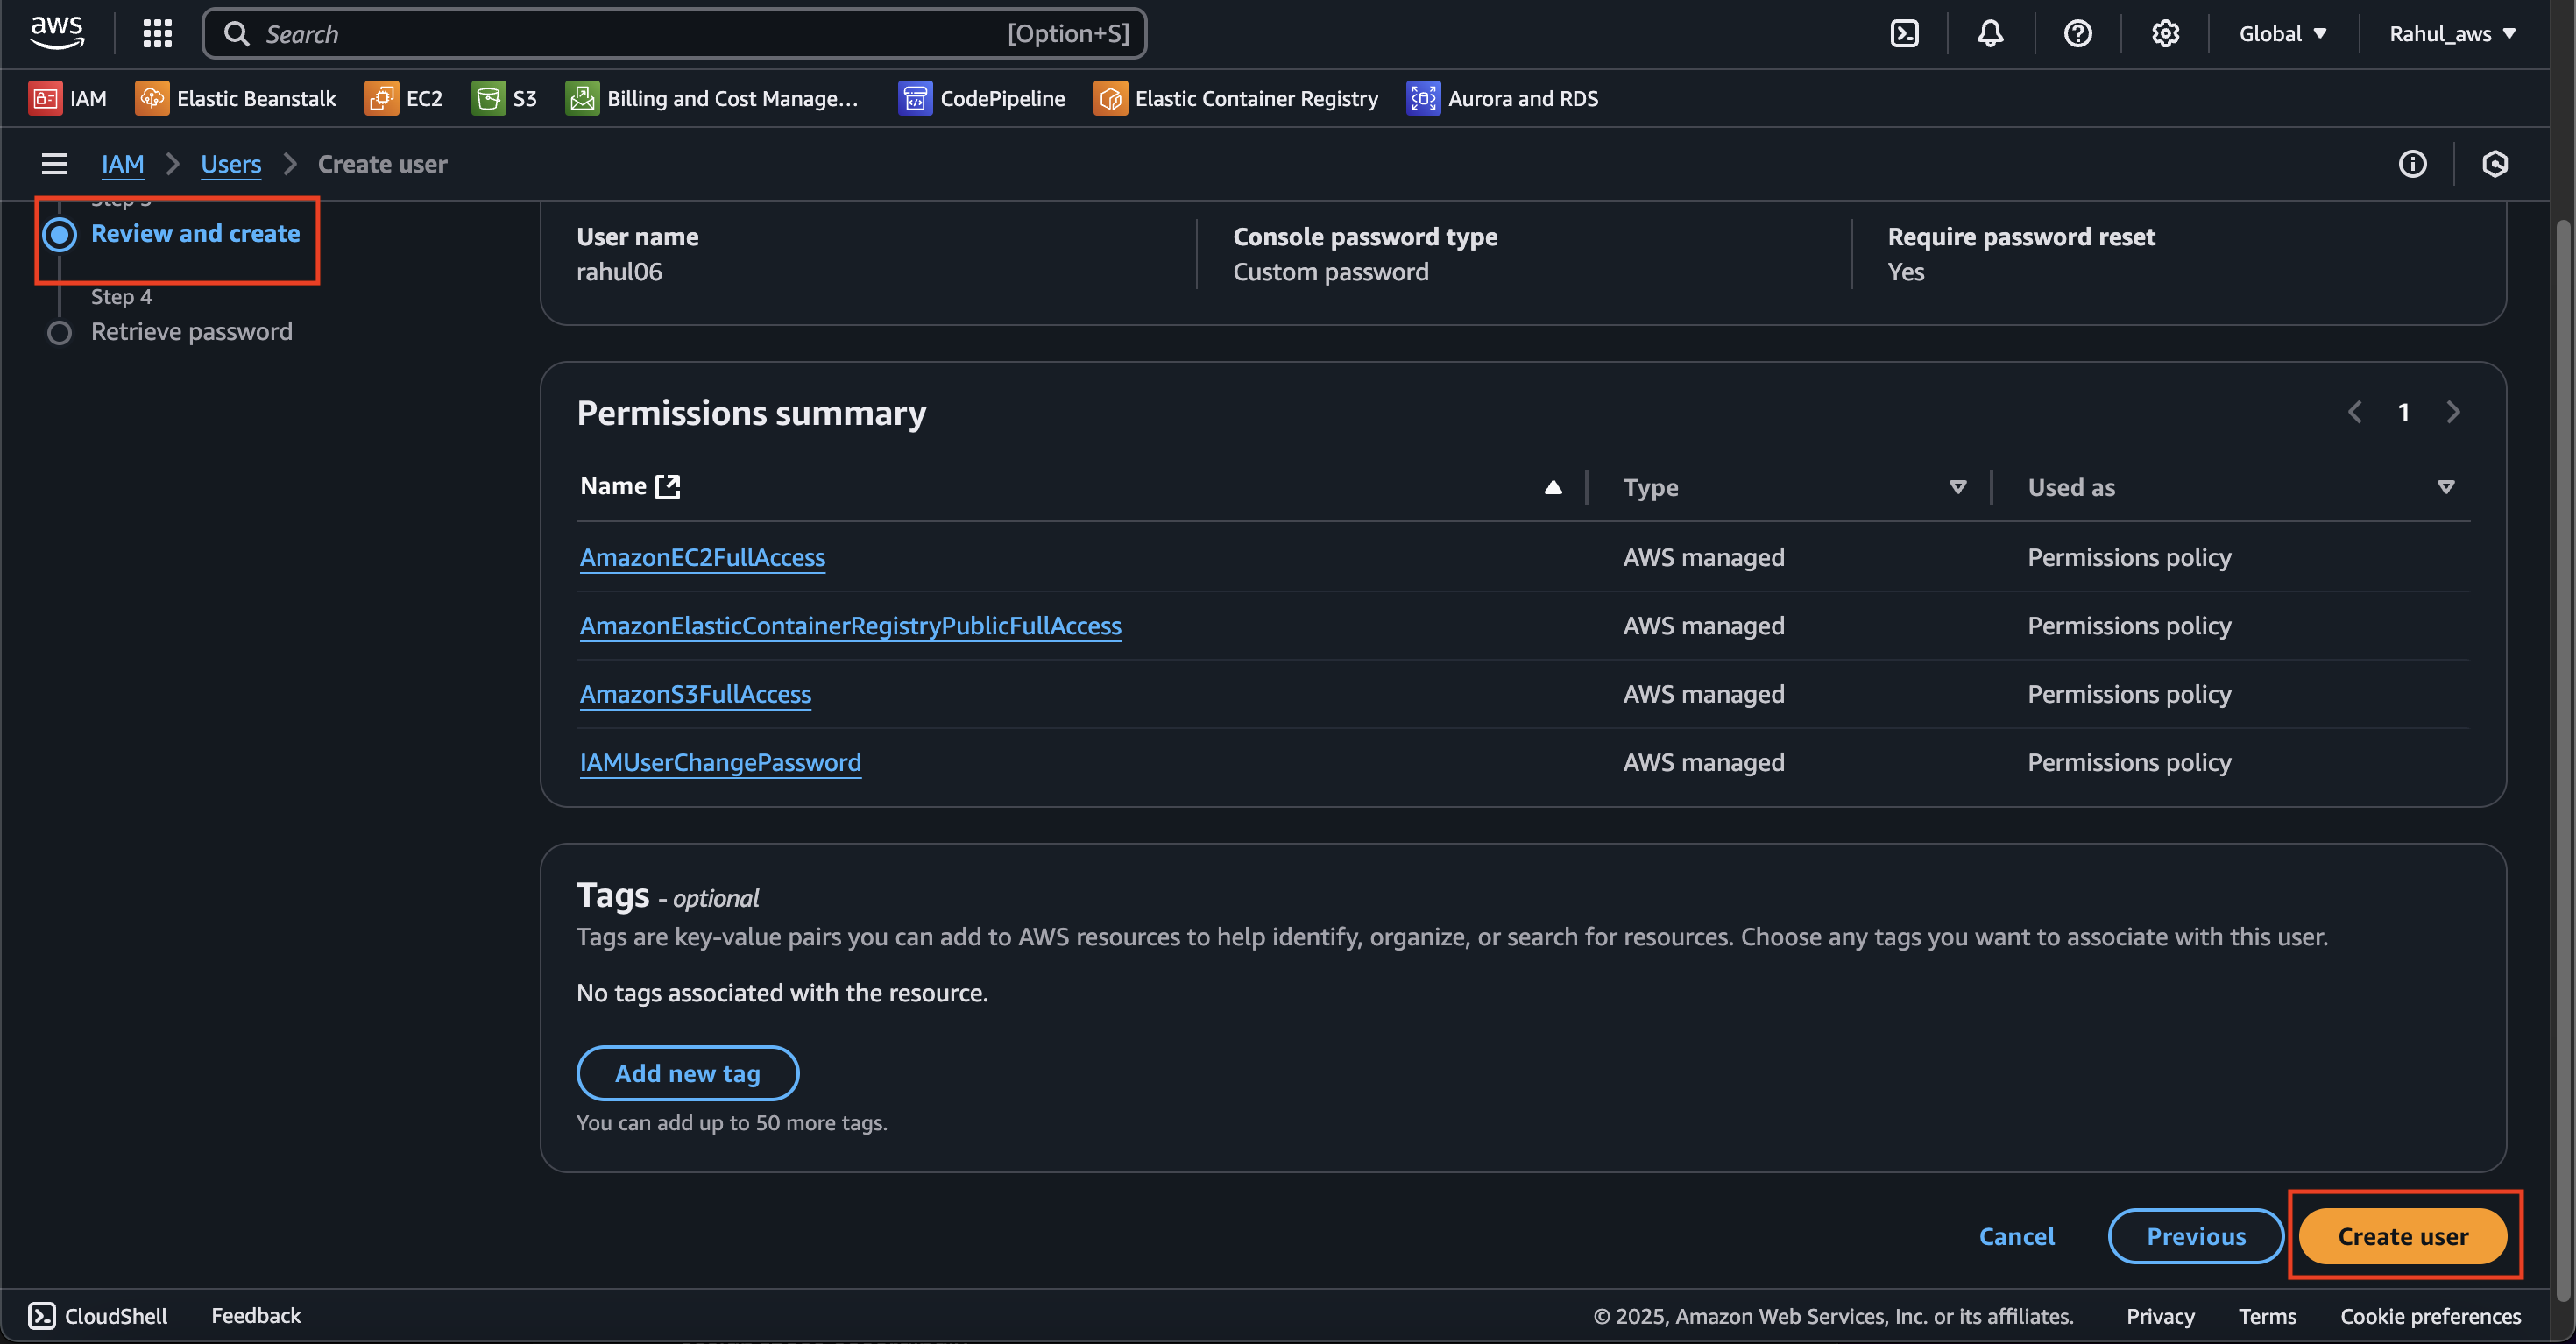 aws
Search [Option+S]
Global Rahul_aws
IAM Elastic Beanstalk EC2 S3 Billing and Cost Manage... CodePipeline Elastic Container Registry Aurora and RDS
IAM Users Create user
Step 3
Review and create
Step 4
Retrieve password
User name Console password type Require password reset
rahul06 Custom password Yes
Permissions summary 1
Name Type Used as
AmazonEC2FullAccess AWS managed Permissions policy
AmazonElasticContainerRegistryPublicFullAccess AWS managed Permissions policy
AmazonS3FullAccess AWS managed Permissions policy
IAMUserChangePassword AWS managed Permissions policy
Tags - optional
Tags are key-value pairs you can add to AWS resources to help identify, organize, or search for resources. Choose any tags you want to associate with this user.
No tags associated with the resource.
Add new tag
You can add up to 50 more tags.
Cancel Previous Create user
CloudShell Feedback © 2025, Amazon Web Services, Inc. or its affiliates. Privacy Terms Cookie preferences